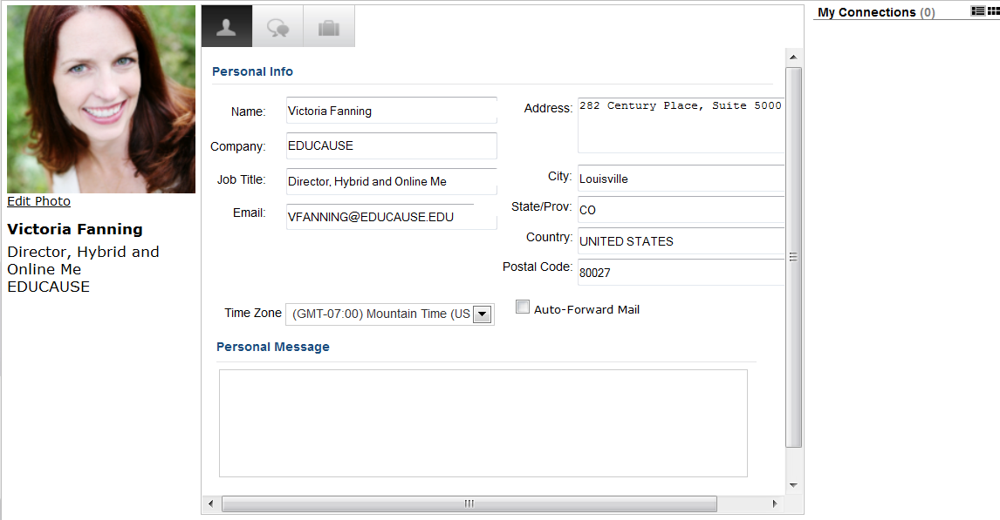 Edit Photo
Victoria Fanning
Director, Hybrid and
Online Me
EDUCAUSE
Personal Info
Name: Victoria Fanning
Company: EDUCAUSE
Job Title: Director, Hybrid and Online Me
Email: VFANNING@EDUCAUSE.EDU
Address: 282 Century Place, Suite 5000
City: Louisville
State/Prov: CO
Country: UNITED STATES
Postal Code: 80027
Time Zone (GMT-07:00) Mountain Time (US
Auto-Forward Mail
Personal Message
My Connections (0)